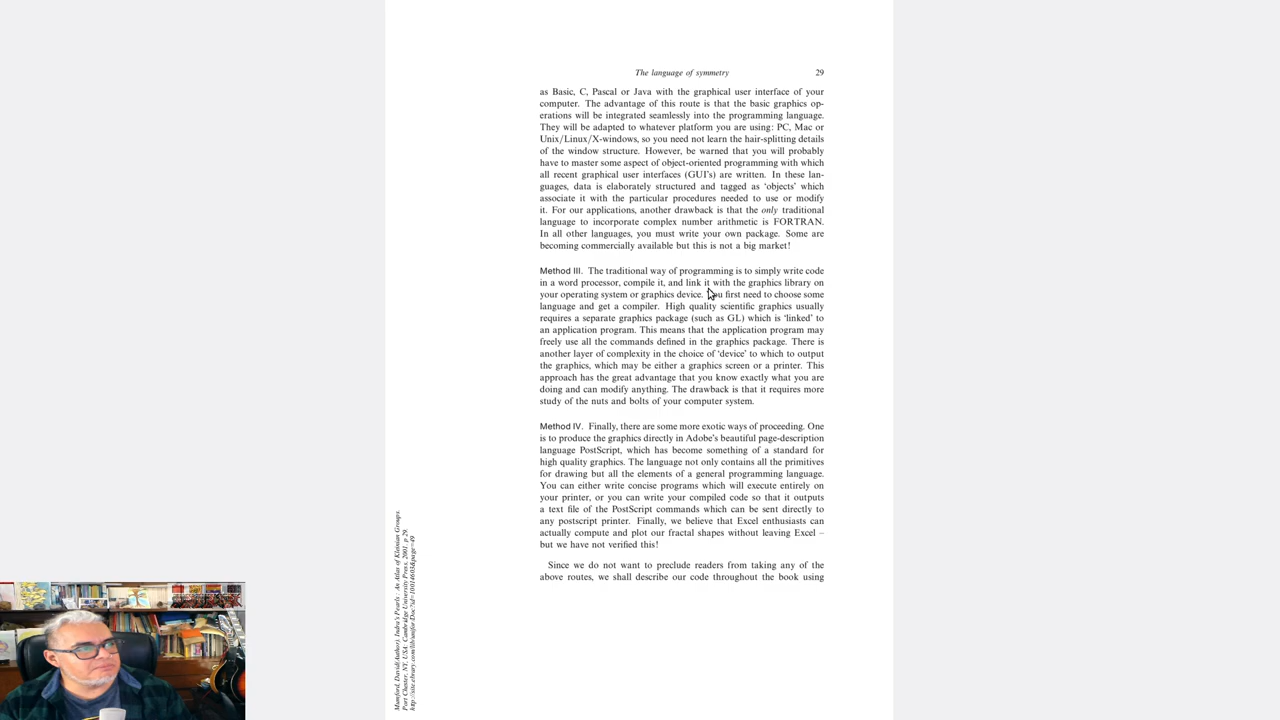 The language of symmetry 29
as Basic, C, Pascal or Java with the graphical user interface of your
computer. The advantage of this route is that the basic graphics op-
erations will be integrated seamlessly into the programming language.
They will be adapted to whatever platform you are using: PC, Mac or
Unix/Linux/X-windows, so you need not learn the hair-splitting details
of the window structure. However, be warned that you will probably
have to master some aspect of object-oriented programming with which
all recent graphical user interfaces (GUI's) are written. In these lan-
guages, data is elaborately structured and tagged as 'objects' which
associate it with the particular procedures needed to use or modify
it. For our applications, another drawback is that the only traditional
language to incorporate complex number arithmetic is FORTRAN.
In all other languages, you must write your own package. Some are
becoming commercially available but this is not a big market!
Method III. The traditional way of programming is to simply write code
in a word processor, compile it, and link it with the graphics library on
your operating system or graphics device. You first need to choose some
language and get a compiler. High quality scientific graphics usually
requires a separate graphics package (such as GL) which is 'linked' to
an application program. This means that the application program may
freely use all the commands defined in the graphics package. There is
another layer of complexity in the choice of 'device' to which to output
the graphics, which may be either a graphics screen or a printer. This
approach has the great advantage that you know exactly what you are
doing and can modify anything. The drawback is that it requires more
study of the nuts and bolts of your computer system.
Method IV. Finally, there are some more exotic ways of proceeding. One
is to produce the graphics directly in Adobe's beautiful page-description
language PostScript, which has become something of a standard for
high quality graphics. The language not only contains all the primitives
for drawing but all the elements of a general programming language.
You can either write concise programs which will execute entirely on
your printer, or you can write your compiled code so that it outputs
a text file of the PostScript commands which can be sent directly to
any postscript printer. Finally, we believe that Excel enthusiasts can
actually compute and plot our fractal shapes without leaving Excel –
but we have not verified this!
Since we do not want to preclude readers from taking any of the
above routes, we shall describe our code throughout the book using
Mumford, David(Author). Indra's Pearls : An Atlas of Kleinian Groups.
Port Chester, NY, USA: Cambridge University Press, 2001. p 29.